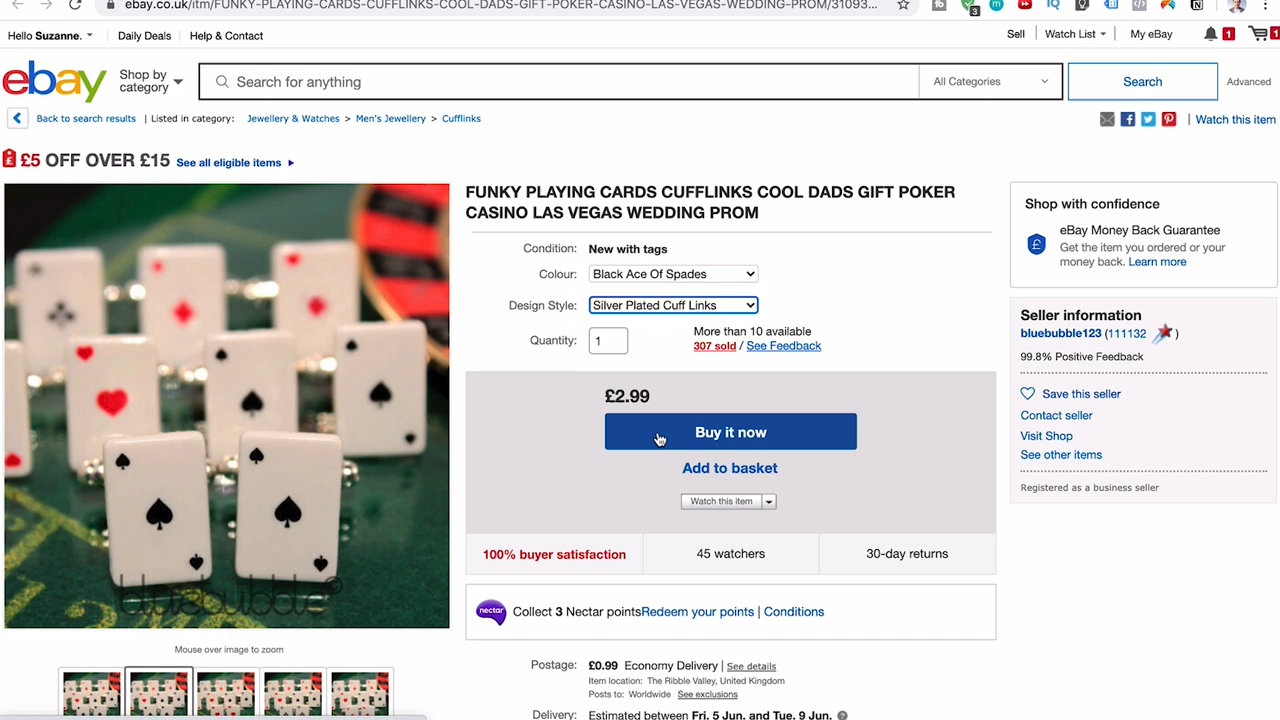 ebay.co.uk/itm/FUNKY-PLAYING-CARDS-CUFFLINKS-COOL-DADS-GIFT-POKER-CASINO-LAS-VEGAS-WEDDING-PROM/31093...
3
Hello Suzanne.
Daily Deals
Help & Contact
Sell
Watch List
My eBay
1
1
ebay
Shop by
category
Search for anything
All Categories
Search
Advanced
Back to search results
| Listed in category:
Jewellery & Watches > Men's Jewellery > Cufflinks
| Watch this item
£5 OFF OVER £15 See all eligible items
FUNKY PLAYING CARDS CUFFLINKS COOL DADS GIFT POKER
CASINO LAS VEGAS WEDDING PROM
Condition: New with tags
Colour: Black Ace Of Spades
Design Style: Silver Plated Cuff Links
Quantity: 1
More than 10 available
307 sold / See Feedback
£2.99
Buy it now
Add to basket
Watch this item
100% buyer satisfaction
45 watchers
30-day returns
nectar
Collect 3 Nectar pointsRedeem your points | Conditions
Postage: £0.99 Economy Delivery | See details
Item location: The Ribble Valley, United Kingdom
Posts to: Worldwide See exclusions
Delivery: Estimated between Fri. 5 Jun. and Tue. 9 Jun.
Shop with confidence
eBay Money Back Guarantee
Get the item you ordered or your
money back. Learn more
Seller information
bluebubble123 (111132 )
99.8% Positive Feedback
Save this seller
Contact seller
Visit Shop
See other items
Registered as a business seller
bluebubble©
Mouse over image to zoom